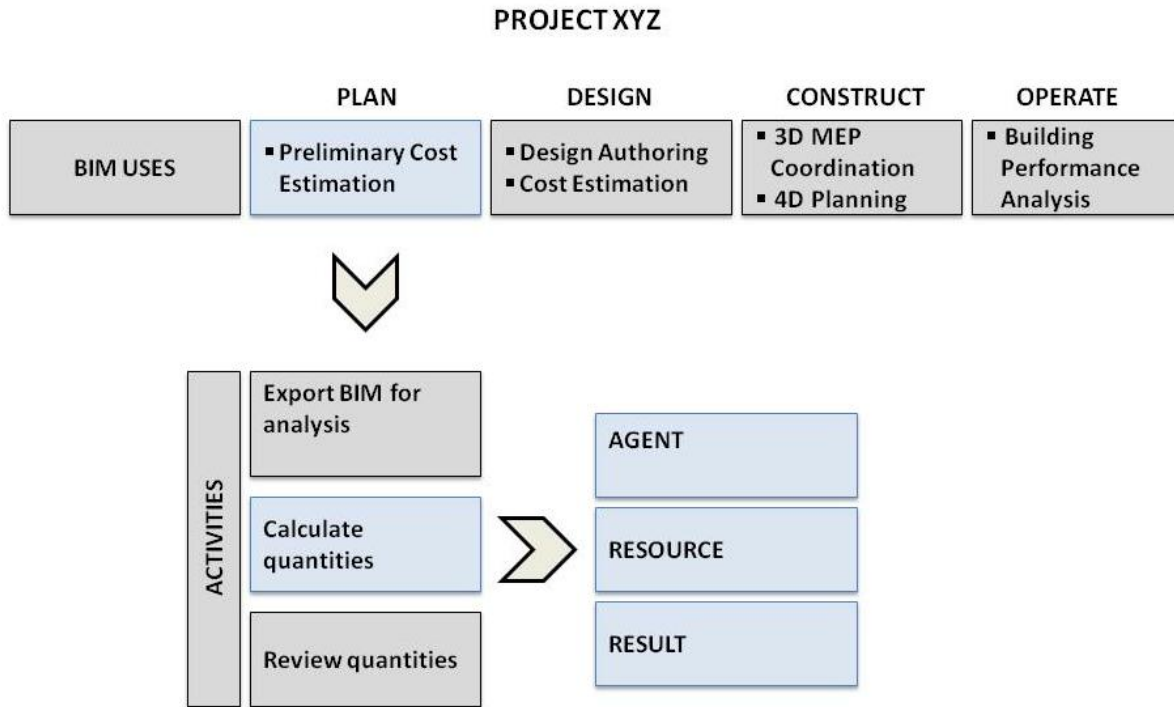 PROJECT XYZ
PLAN
DESIGN
CONSTRUCT
OPERATE
BIM USES
▪ Preliminary Cost
Estimation
▪ Design Authoring
▪ Cost Estimation
▪ 3D MEP
Coordination
▪ 4D Planning
▪ Building
Performance
Analysis
ACTIVITIES
Export BIM for
analysis
Calculate
quantities
Review quantities
AGENT
RESOURCE
RESULT